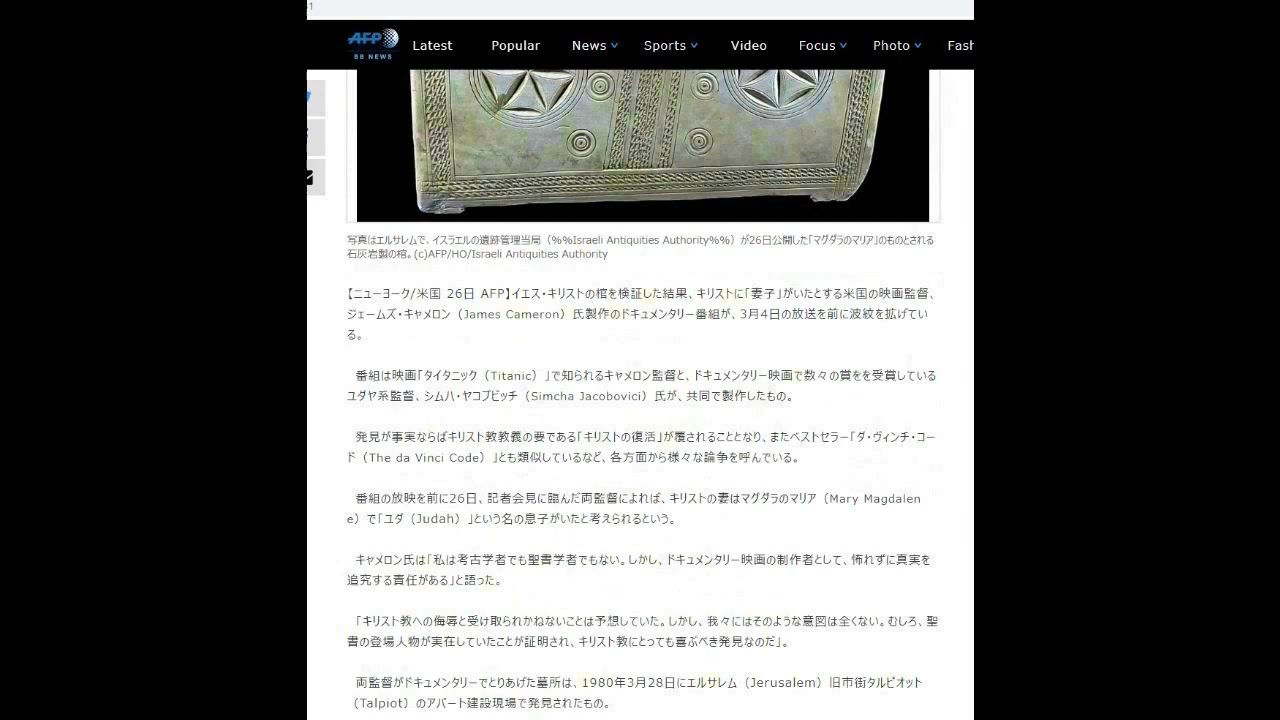 AFP
BB NEWS
Latest Popular News Sports Video Focus Photo Fash
写真はエルサレムで、イスラエルの遺跡管理当局（%%Israeli Antiquities Authority%%）が26日公開した「マグダラのマリア」のものとされる
石灰岩製の棺。(c)AFP/HO/Israeli Antiquities Authority
【ニューヨーク/米国 26日 AFP】イエス・キリストの棺を検証した結果、キリストに「妻子」がいたとする米国の映画監督、
ジェームズ・キャメロン（James Cameron）氏製作のドキュメンタリー番組が、3月4日の放送を前に波紋を拡げてい
る。
番組は映画「タイタニック（Titanic）」で知られるキャメロン監督と、ドキュメンタリー映画で数々の賞をを受賞している
ユダヤ系監督、シムハ・ヤコブビッチ（Simcha Jacobovici）氏が、共同で製作したもの。
発見が事実ならばキリスト教教義の要である「キリストの復活」が覆されることとなり、またベストセラー「ダ・ヴィンチ・コー
ド（The da Vinci Code）」とも類似しているなど、各方面から様々な論争を呼んでいる。
番組の放映を前に26日、記者会見に臨んだ両監督によれば、キリストの妻はマグダラのマリア（Mary Magdalen
e）で「ユダ（Judah）」という名の息子がいたと考えられるという。
キャメロン氏は「私は考古学者でも聖書学者でもない。しかし、ドキュメンタリー映画の制作者として、怖れずに真実を
追究する責任がある」と語った。
「キリスト教への侮辱と受け取られかねないことは予想していた。しかし、我々にはそのような意図は全くない。むしろ、聖
書の登場人物が実在していたことが証明され、キリスト教にとっても喜ぶべき発見なのだ」。
両監督がドキュメンタリーでとりあげた墓所は、1980年3月28日にエルサレム（Jerusalem）旧市街タルピオット
（Talpiot）のアパート建設現場で発見されたもの。